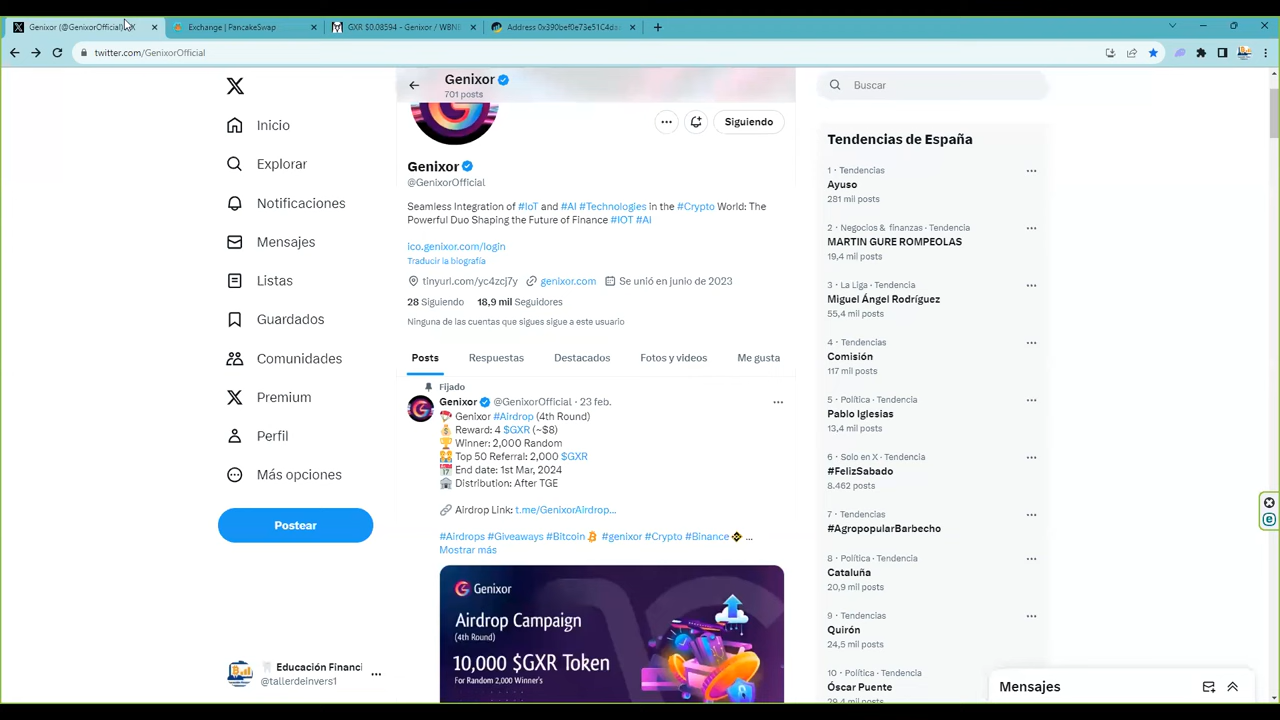 Genixor (@GenixorOfficial) / X
Exchange | PancakeSwap
GXR $0.08594 - Genixor / WBNB
Address 0x390bef0e73e51C4da
twitter.com/GenixorOfficial
Genixor
701 posts
Buscar
Siguiendo
Inicio
Explorar
Notificaciones
Mensajes
Listas
Guardados
Comunidades
Premium
Perfil
Más opciones
Postear
Educación Financi
@tallerdeinvers1
Genixor
@GenixorOfficial
Seamless Integration of #IoT and #AI #Technologies in the #Crypto World: The
Powerful Duo Shaping the Future of Finance #IOT #AI
ico.genixor.com/login
Traducir la biografía
tinyurl.com/yc4zcj7y genixor.com Se unió en junio de 2023
28 Siguiendo 18,9 mil Seguidores
Ninguna de las cuentas que sigues sigue a este usuario
Posts Respuestas Destacados Fotos y videos Me gusta
Fijado
Genixor @GenixorOfficial · 23 feb.
Genixor #Airdrop (4th Round)
Reward: 4 $GXR (~$8)
Winner: 2,000 Random
Top 50 Referral: 2,000 $GXR
End date: 1st Mar, 2024
Distribution: After TGE
Airdrop Link: t.me/GenixorAirdrop…
#Airdrops #Giveaways #Bitcoin #genixor #Crypto #Binance ...
Mostrar más
Genixor
Airdrop Campaign
(4th Round)
10,000 $GXR Token
For Random 2,000 Winner's
Tendencias de España
1 · Tendencias
Ayuso
281 mil posts
2 · Negocios & finanzas · Tendencia
MARTIN GURE ROMPEOLAS
19,4 mil posts
3 · La Liga · Tendencia
Miguel Ángel Rodríguez
55,4 mil posts
4 · Tendencias
Comisión
117 mil posts
5 · Política · Tendencia
Pablo Iglesias
13,4 mil posts
6 · Solo en X · Tendencia
#FelizSabado
8.462 posts
7 · Tendencias
#AgropopularBarbecho
8 · Política · Tendencia
Cataluña
20,9 mil posts
9 · Tendencias
Quirón
24,5 mil posts
10 · Política · Tendencia
Óscar Puente
29,4 mil posts
Mensajes